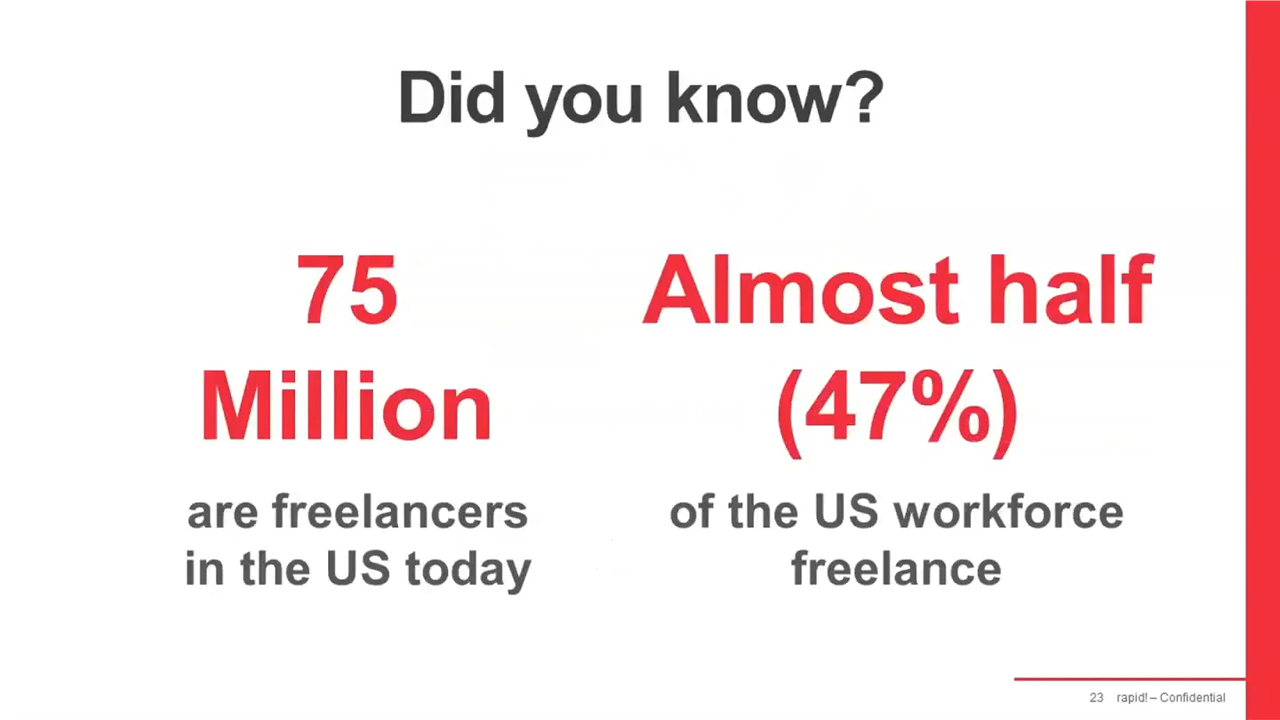 Did you know?
75
Million
are freelancers
in the US today
Almost half
(47%)
of the US workforce
freelance
23 rapid! – Confidential